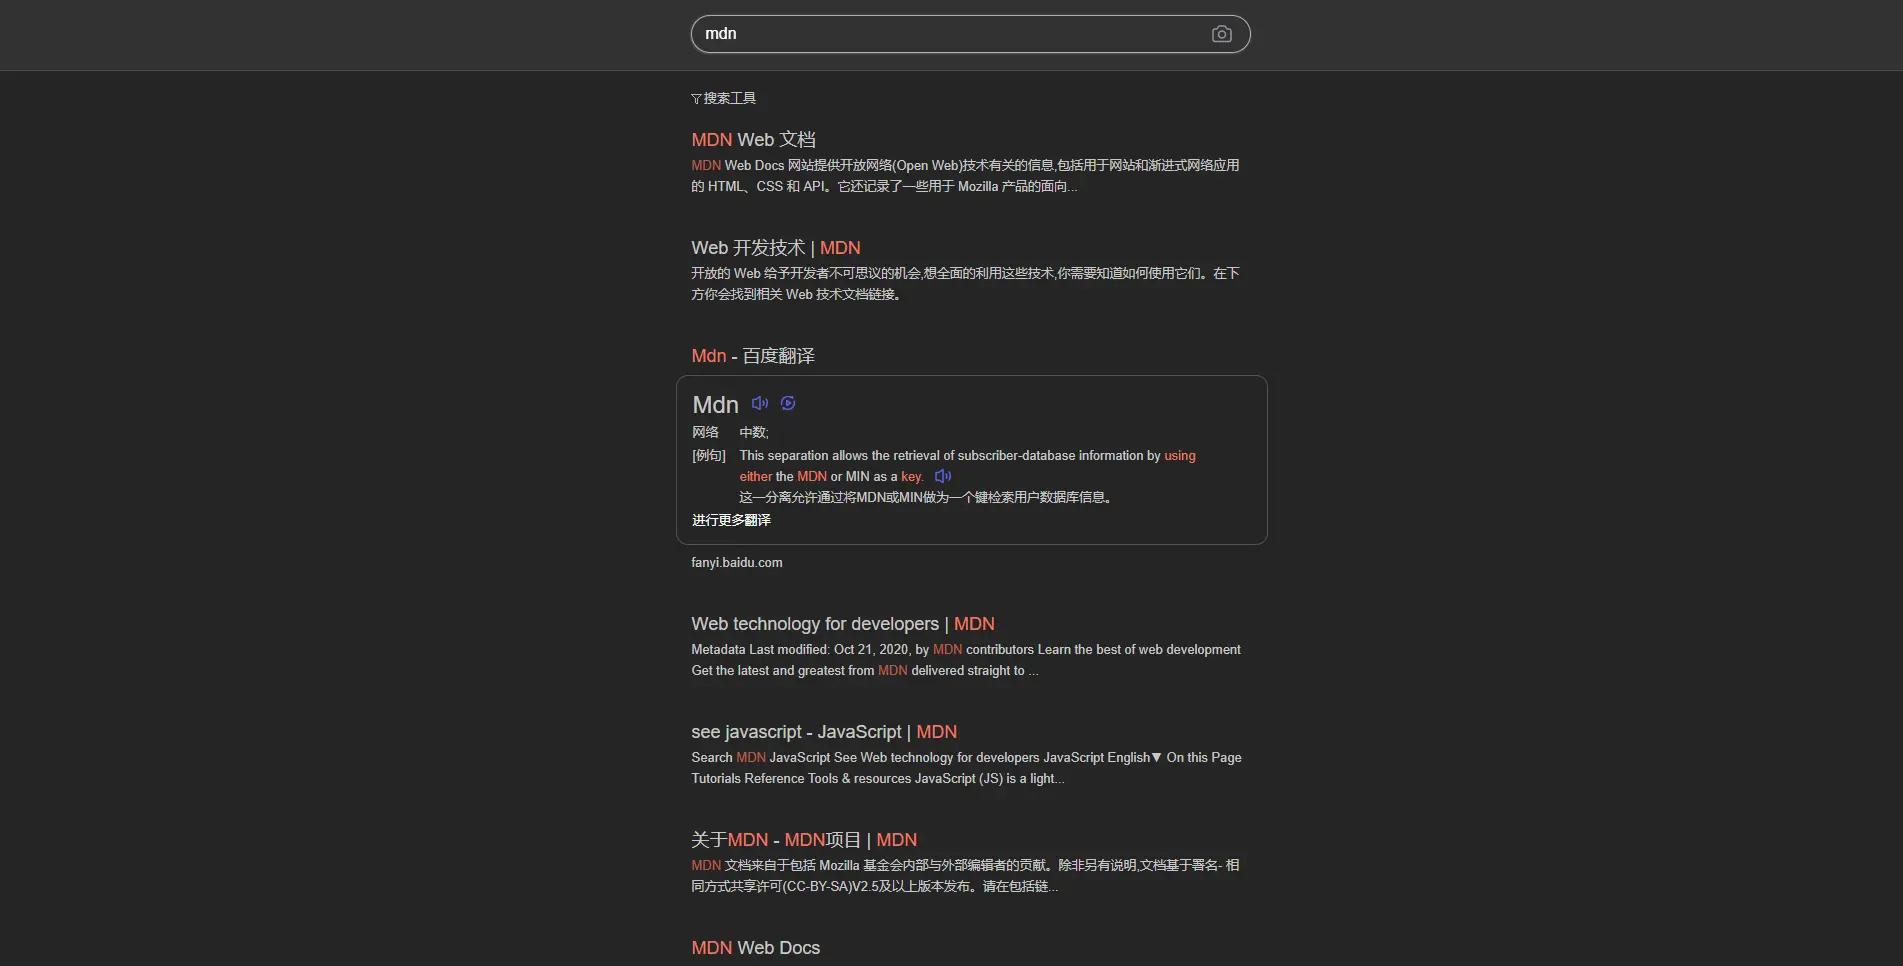 mdn
搜索工具
MDN Web 文档
MDN Web Docs 网站提供开放网络(Open Web)技术有关的信息,包括用于网站和渐进式网络应用
的 HTML、CSS 和 API。它还记录了一些用于 Mozilla 产品的面向...
Web 开发技术 | MDN
开放的 Web 给予开发者不可思议的机会,想全面的利用这些技术,你需要知道如何使用它们。在下
方你会找到相关 Web 技术文档链接。
Mdn - 百度翻译
Mdn
网络 中数;
[例句] This separation allows the retrieval of subscriber-database information by using
either the MDN or MIN as a key.
这一分离允许通过将MDN或MIN做为一个键检索用户数据库信息。
进行更多翻译
fanyi.baidu.com
Web technology for developers | MDN
Metadata Last modified: Oct 21, 2020, by MDN contributors Learn the best of web development
Get the latest and greatest from MDN delivered straight to ...
see javascript - JavaScript | MDN
Search MDN JavaScript See Web technology for developers JavaScript English▼ On this Page
Tutorials Reference Tools & resources JavaScript (JS) is a light...
关于MDN - MDN项目 | MDN
MDN 文档来自于包括 Mozilla 基金会内部与外部编辑者的贡献。除非另有说明,文档基于署名- 相
同方式共享许可(CC-BY-SA)V2.5及以上版本发布。请在包括链...
MDN Web Docs